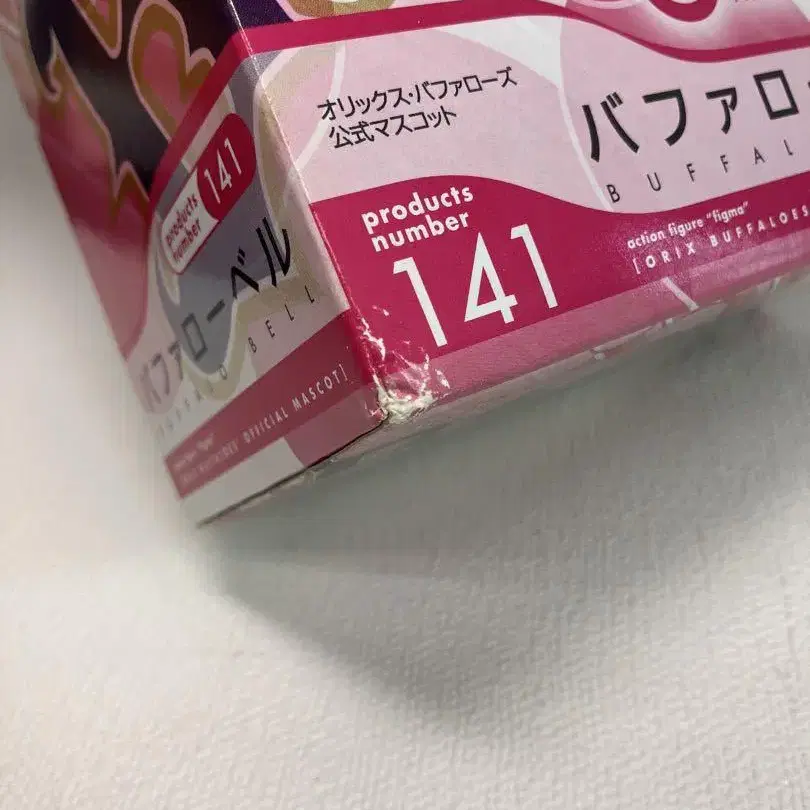 オリックス・バファローズ
公式マスコット
バファロ
BUFFAL
products
number
141
action figure "figma"
[ORIX BUFFALOES
products
number
141
バファローベル
BUFFALO BELL
OFFICIAL MASCOT]